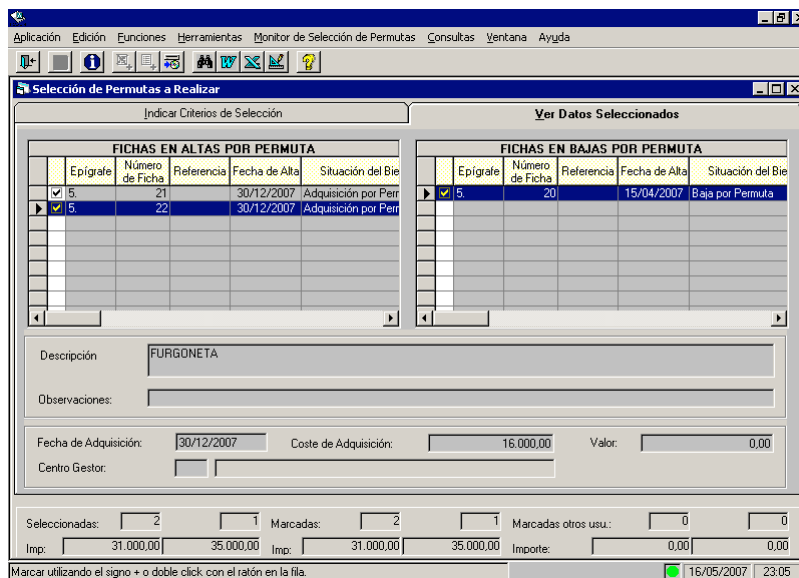 Aplicación Edición Funciones Herramientas Monitor de Selección de Permutas Consultas Ventana Ayuda
Selección de Permutas a Realizar
Indicar Criterios de Selección Ver Datos Seleccionados
FICHAS EN ALTAS POR PERMUTA
Epígrafe Número de Ficha Referencia Fecha de Alta Situación del Bie
5. 21 30/12/2007 Adquisición por Perr
5. 22 30/12/2007 Adquisición por Perr
FICHAS EN BAJAS POR PERMUTA
Epígrafe Número de Ficha Referencia Fecha de Alta Situación del Bie
5. 20 15/04/2007 Baja por Permuta
Descripción FURGONETA
Observaciones:
Fecha de Adquisición: 30/12/2007 Coste de Adquisición: 16.000,00 Valor: 0,00
Centro Gestor:
Seleccionadas: 2 1 Marcadas: 2 1 Marcadas otros usu.: 0 0
Imp: 31.000,00 35.000,00 Imp: 31.000,00 35.000,00 Importe: 0,00 0,00
Marcar utilizando el signo + o doble click con el ratón en la fila. 16/05/2007 23:05